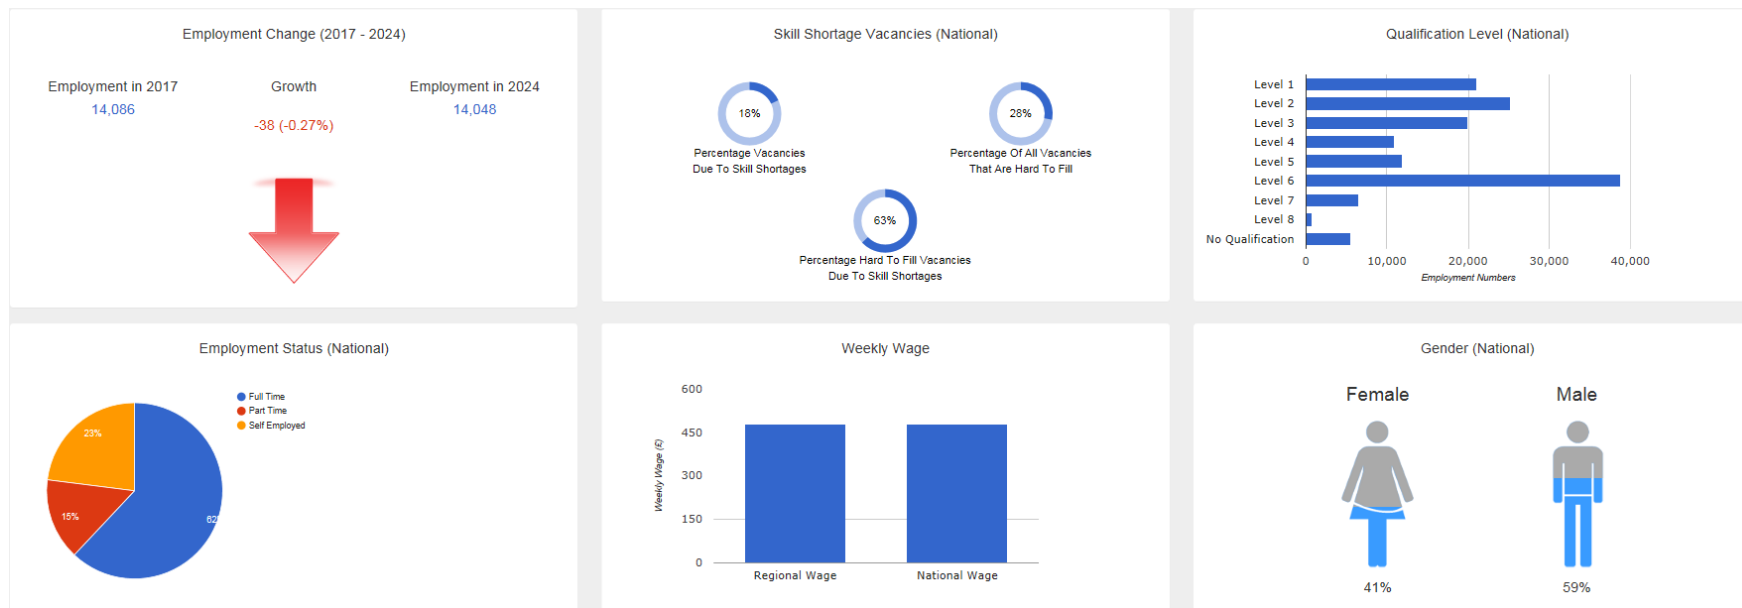 Employment Change (2017 - 2024)
Employment in 2017
14,086
Growth
-38 (-0.27%)
Employment in 2024
14,048
Skill Shortage Vacancies (National)
18%
Percentage Vacancies
Due To Skill Shortages
28%
Percentage Of All Vacancies
That Are Hard To Fill
63%
Percentage Hard To Fill Vacancies
Due To Skill Shortages
Qualification Level (National)
Level 1
Level 2
Level 3
Level 4
Level 5
Level 6
Level 7
Level 8
No Qualification
0
10,000
20,000
30,000
40,000
Employment Numbers
Employment Status (National)
Full Time
Part Time
Self Employed
23%
15%
62
Weekly Wage
600
450
300
150
0
Weekly Wage (£)
Regional Wage
National Wage
Gender (National)
Female
Male
41%
59%